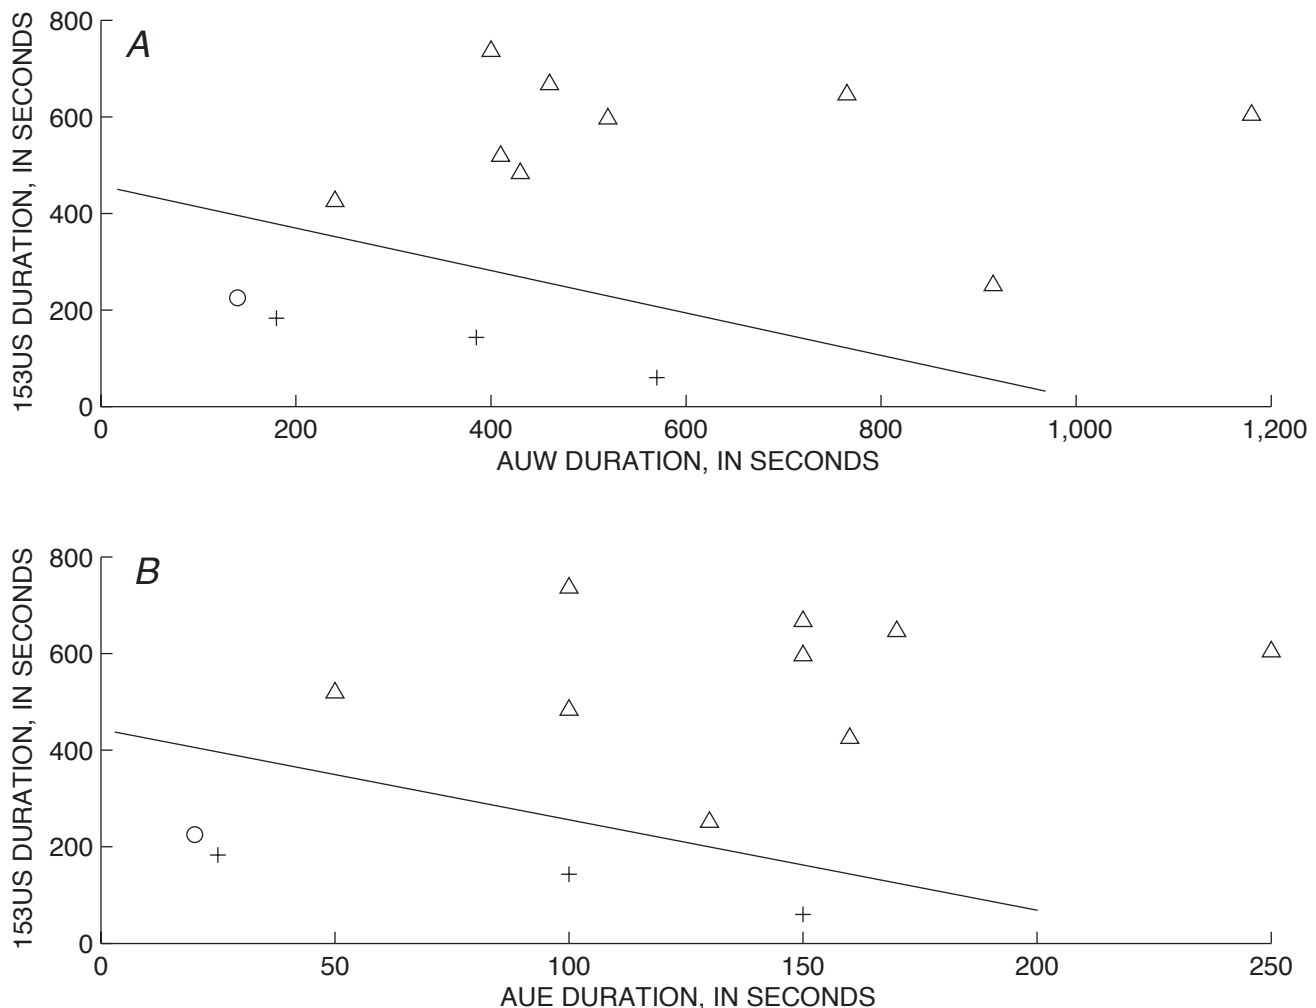 A
153US DURATION, IN SECONDS
800
600
400
200
0
0 200 400 600 800 1,000 1,200
AUW DURATION, IN SECONDS
B
153US DURATION, IN SECONDS
800
600
400
200
0
0 50 100 150 200 250
AUE DURATION, IN SECONDS